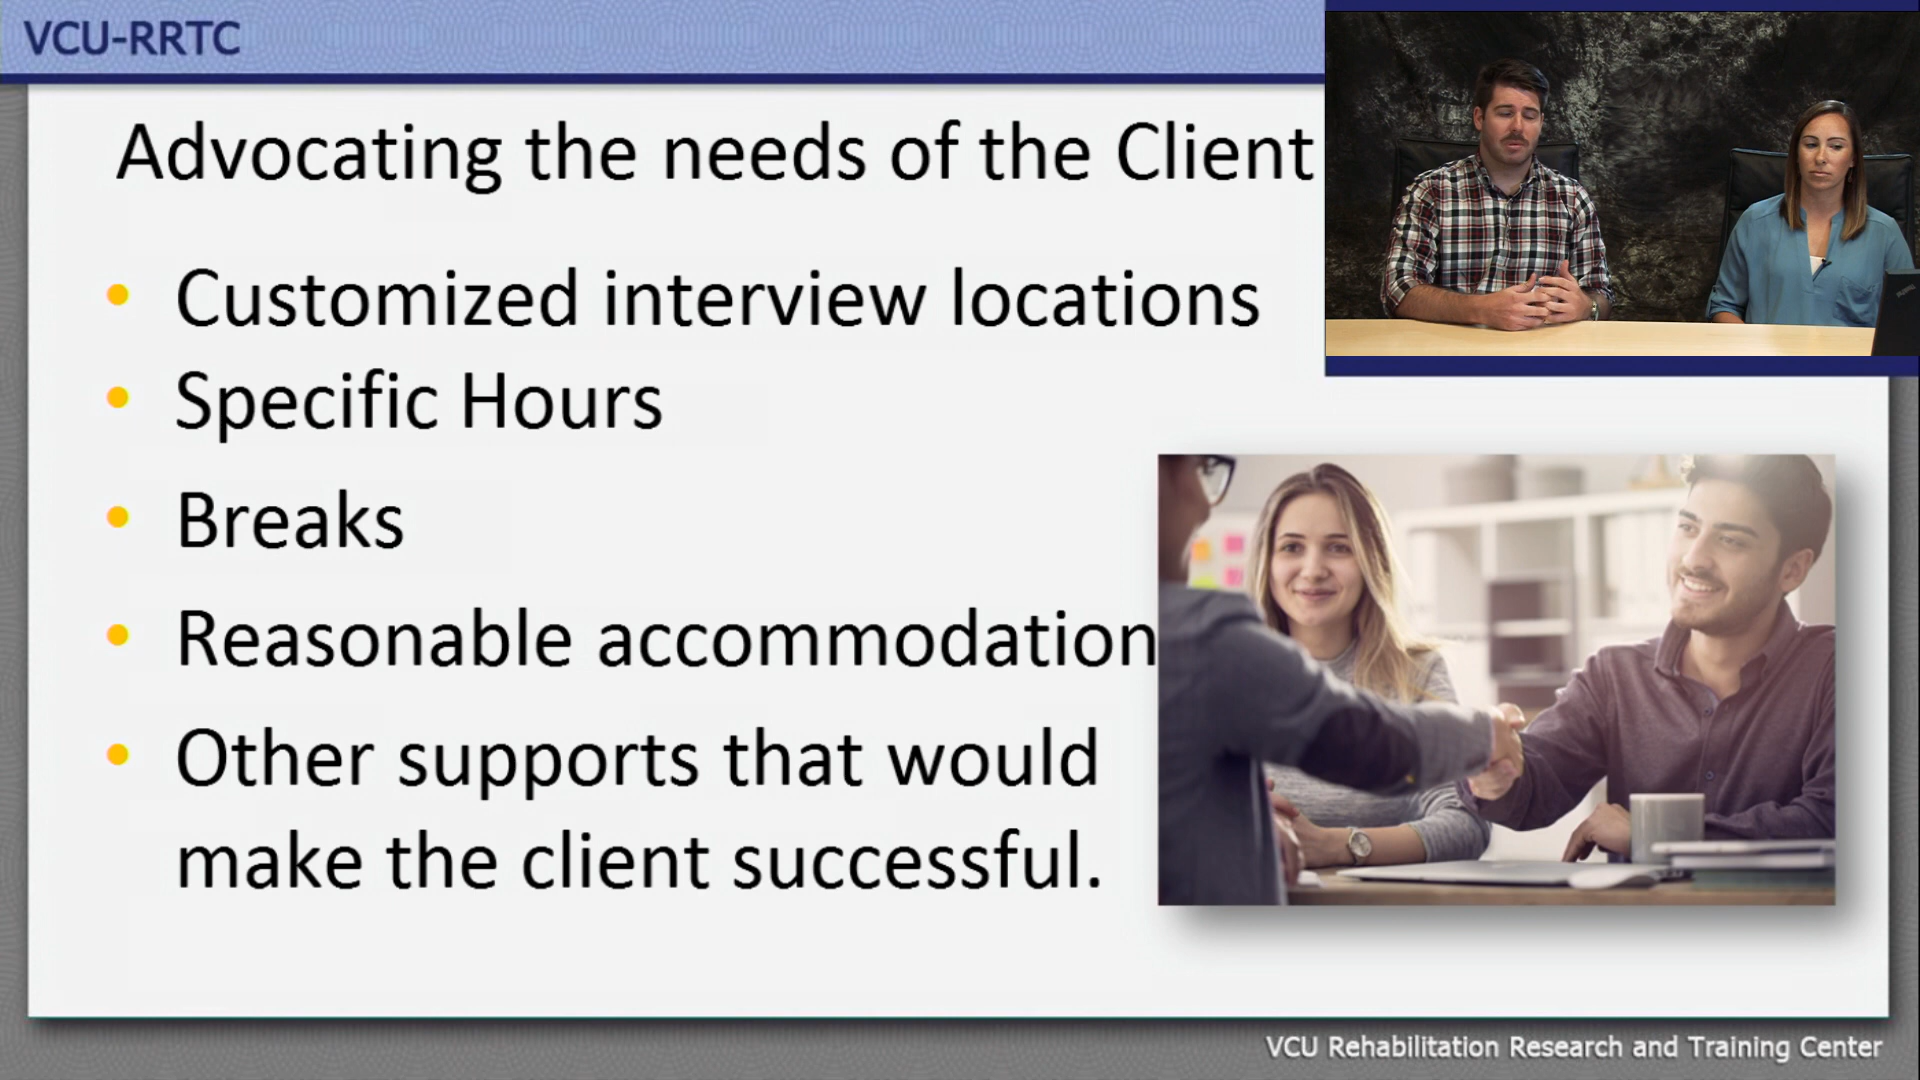 VCU-RRTC
Advocating the needs of the Client
Customized interview locations
Specific Hours
Breaks
Reasonable accommodation
Other supports that would
make the client successful.
VCU Rehabilitation Research and Training Center